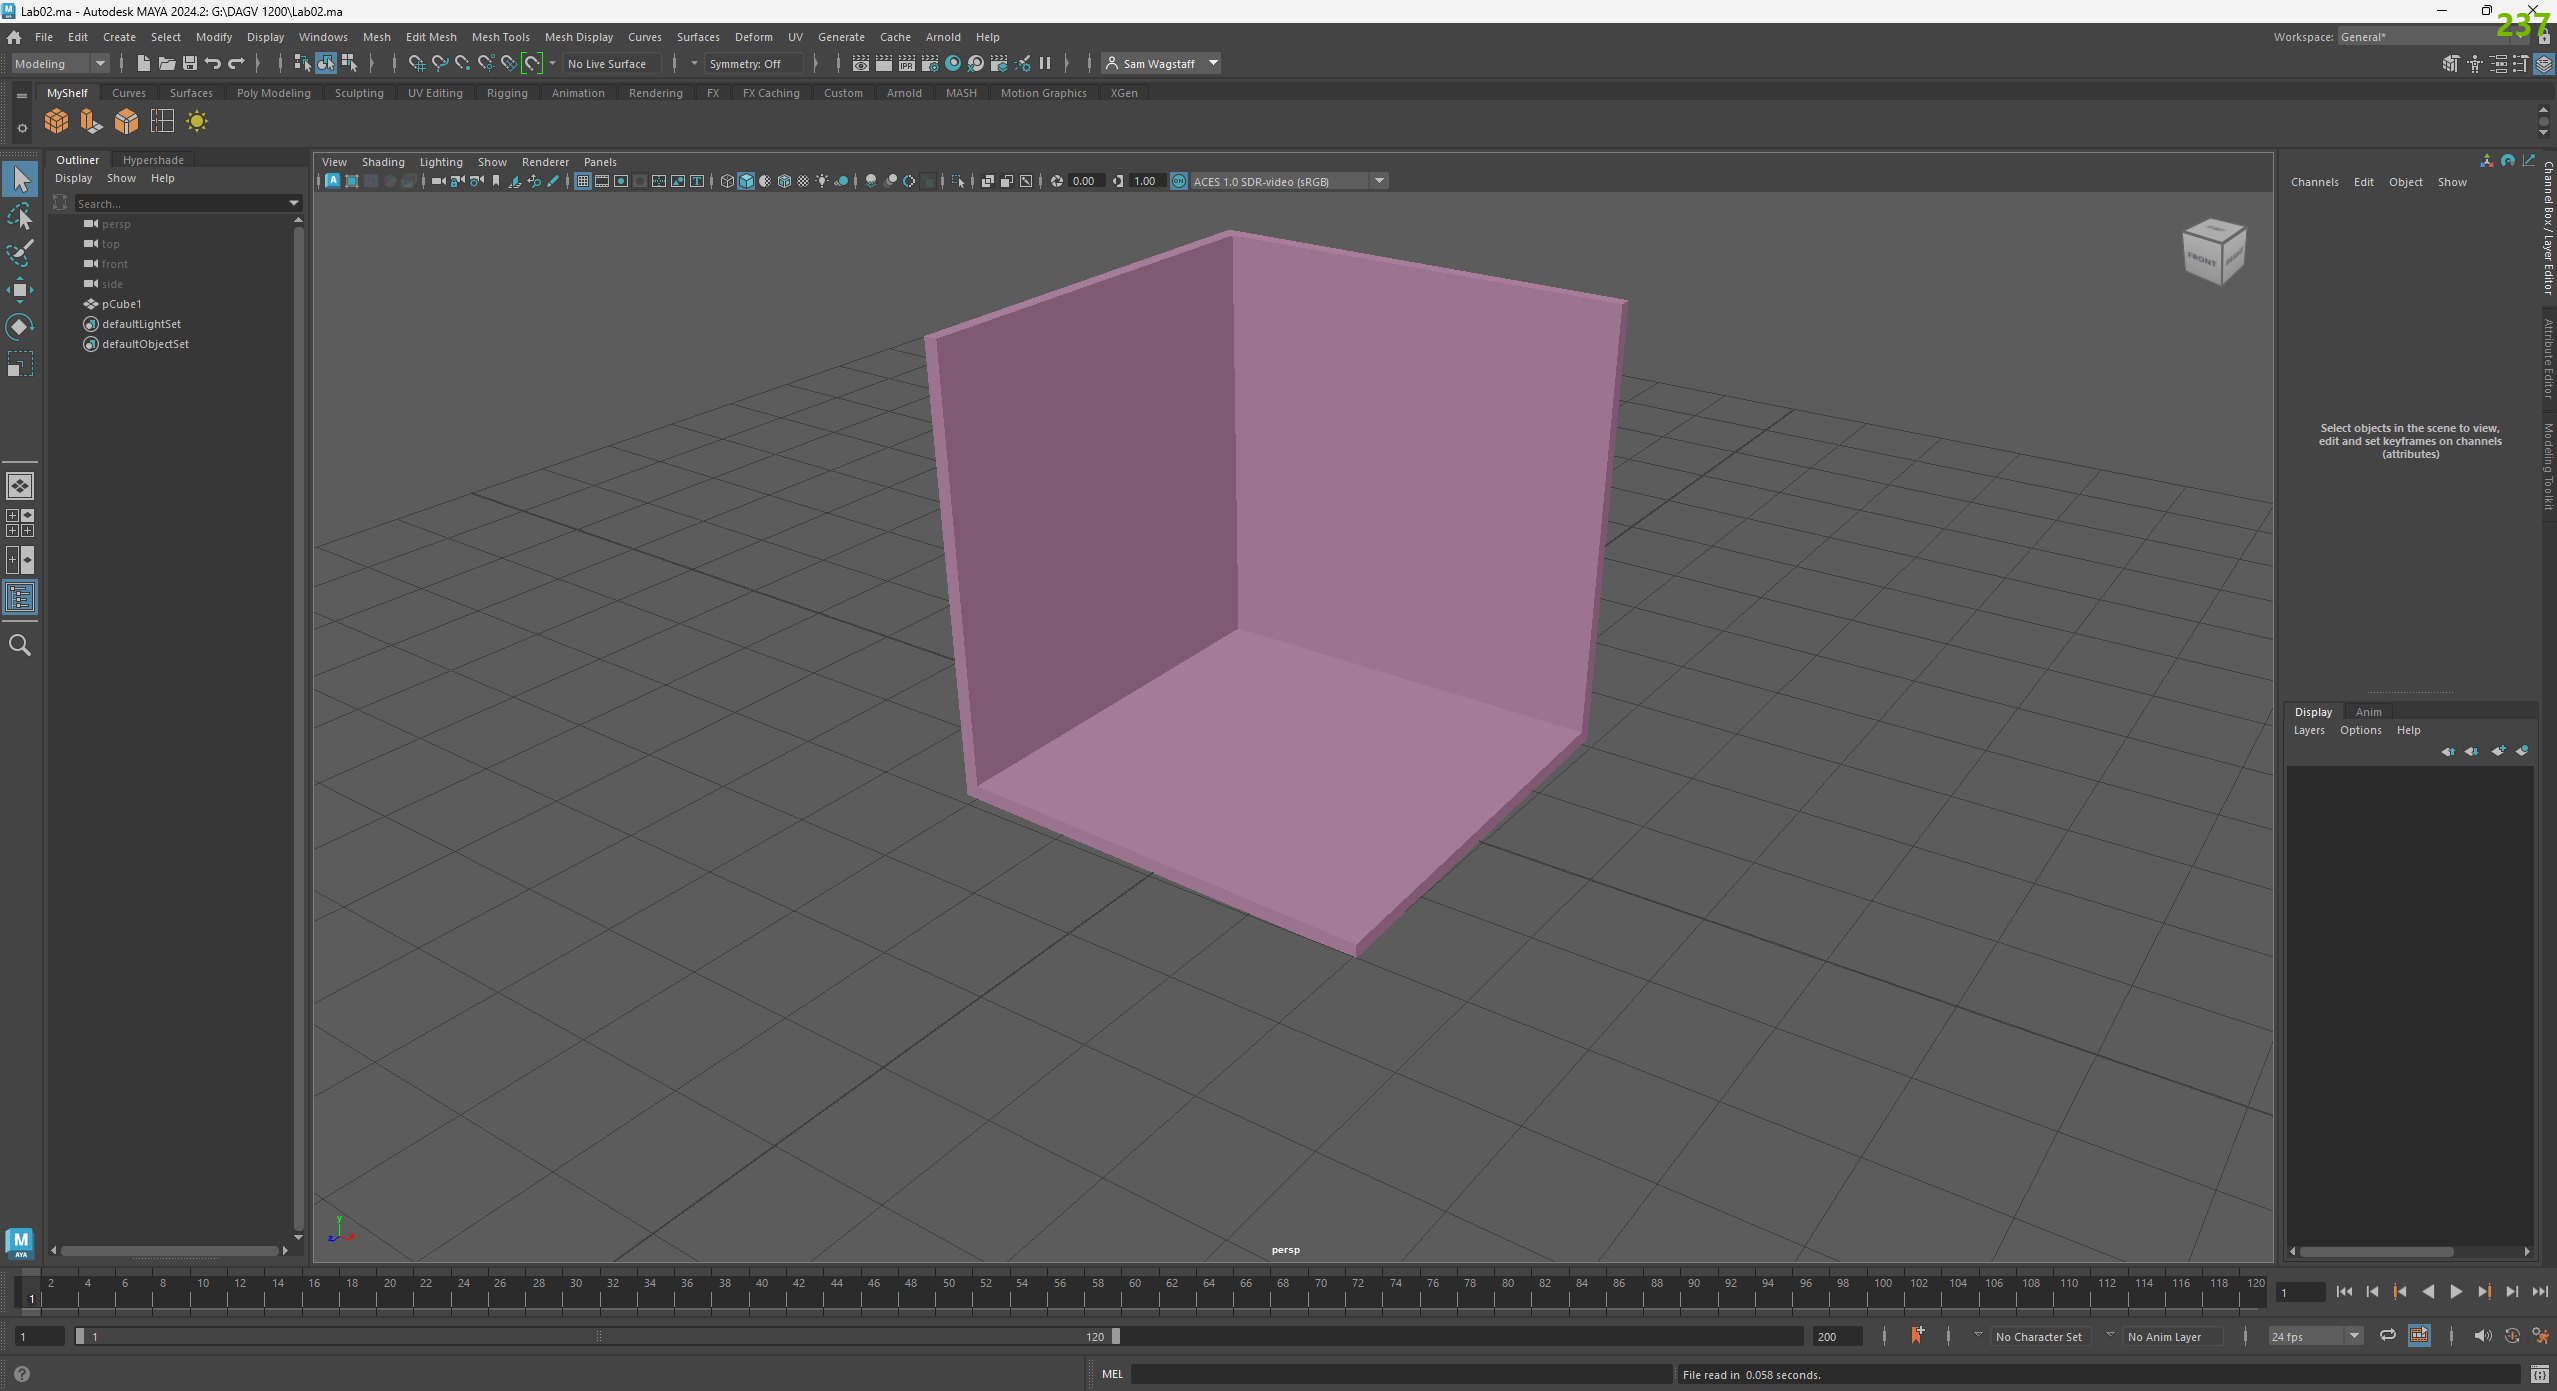 Lab02.ma - Autodesk MAYA 2024.2: G:\DAGV 1200\Lab02.ma
237
File Edit Create Select Modify Display Windows Mesh Edit Mesh Mesh Tools Mesh Display Curves Surfaces Deform UV Generate Cache Arnold Help
Workspace: General*
Modeling
No Live Surface
Symmetry: Off
Sam Wagstaff
MyShelf Curves Surfaces Poly Modeling Sculpting UV Editing Rigging Animation Rendering FX FX Caching Custom Arnold MASH Motion Graphics XGen
Outliner Hypershade
Display Show Help
Search...
persp
top
front
side
pCube1
defaultLightSet
defaultObjectSet
View Shading Lighting Show Renderer Panels
0.00
1.00
ACES 1.0 SDR-video (sRGB)
FRONT
y
z
x
persp
Channels Edit Object Show
Select objects in the scene to view,
edit and set keyframes on channels
(attributes)
Channel Box / Layer Editor
Attribute Editor
Modeling Toolkit
Display Anim
Layers Options Help
M
AYA
2 4 6 8 10 12 14 16 18 20 22 24 26 28 30 32 34 36 38 40 42 44 46 48 50 52 54 56 58 60 62 64 66 68 70 72 74 76 78 80 82 84 86 88 90 92 94 96 98 100 102 104 106 108 110 112 114 116 118 120
1
1
1
1
120
200
No Character Set
No Anim Layer
24 fps
MEL
File read in 0.058 seconds.